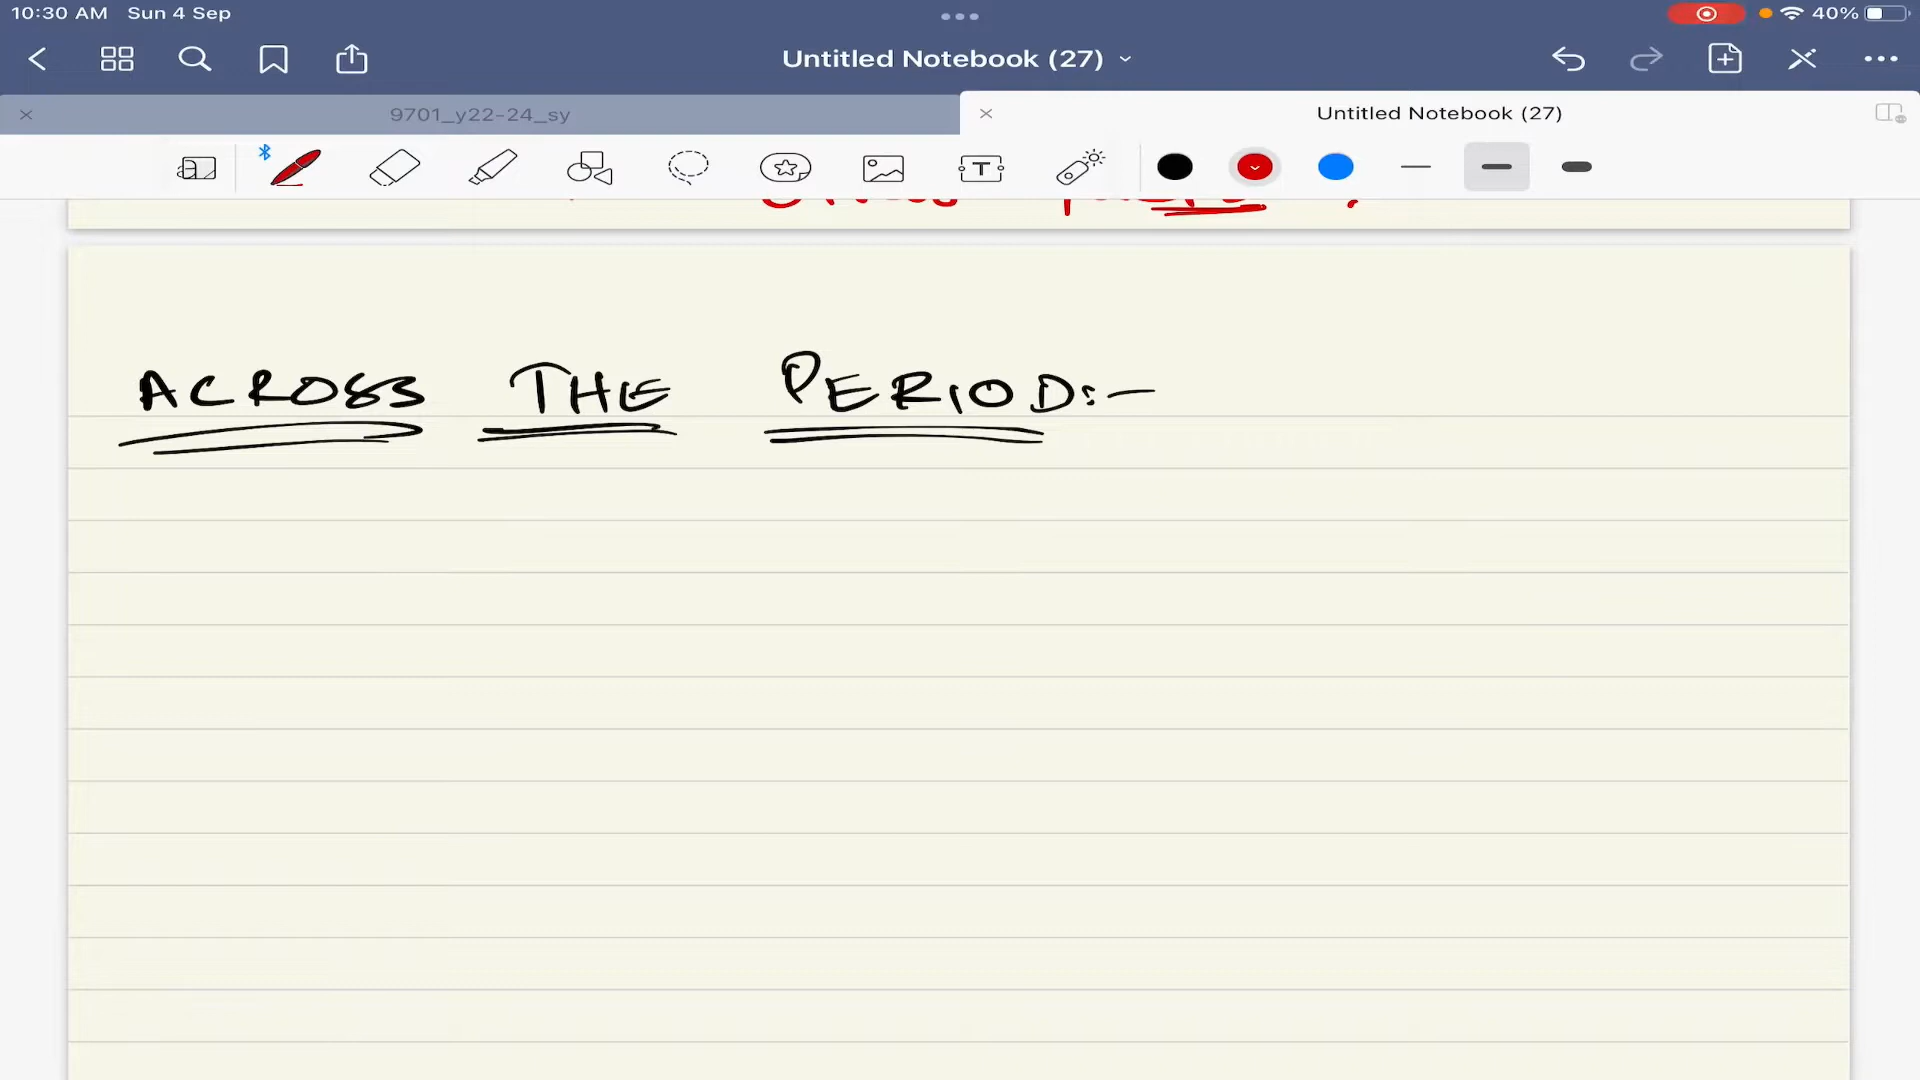 10:30 AM Sun 4 Sep
40%
Untitled Notebook (27)
9701_y22-24_sy
Untitled Notebook (27)
ACROSS THE PERIOD:-